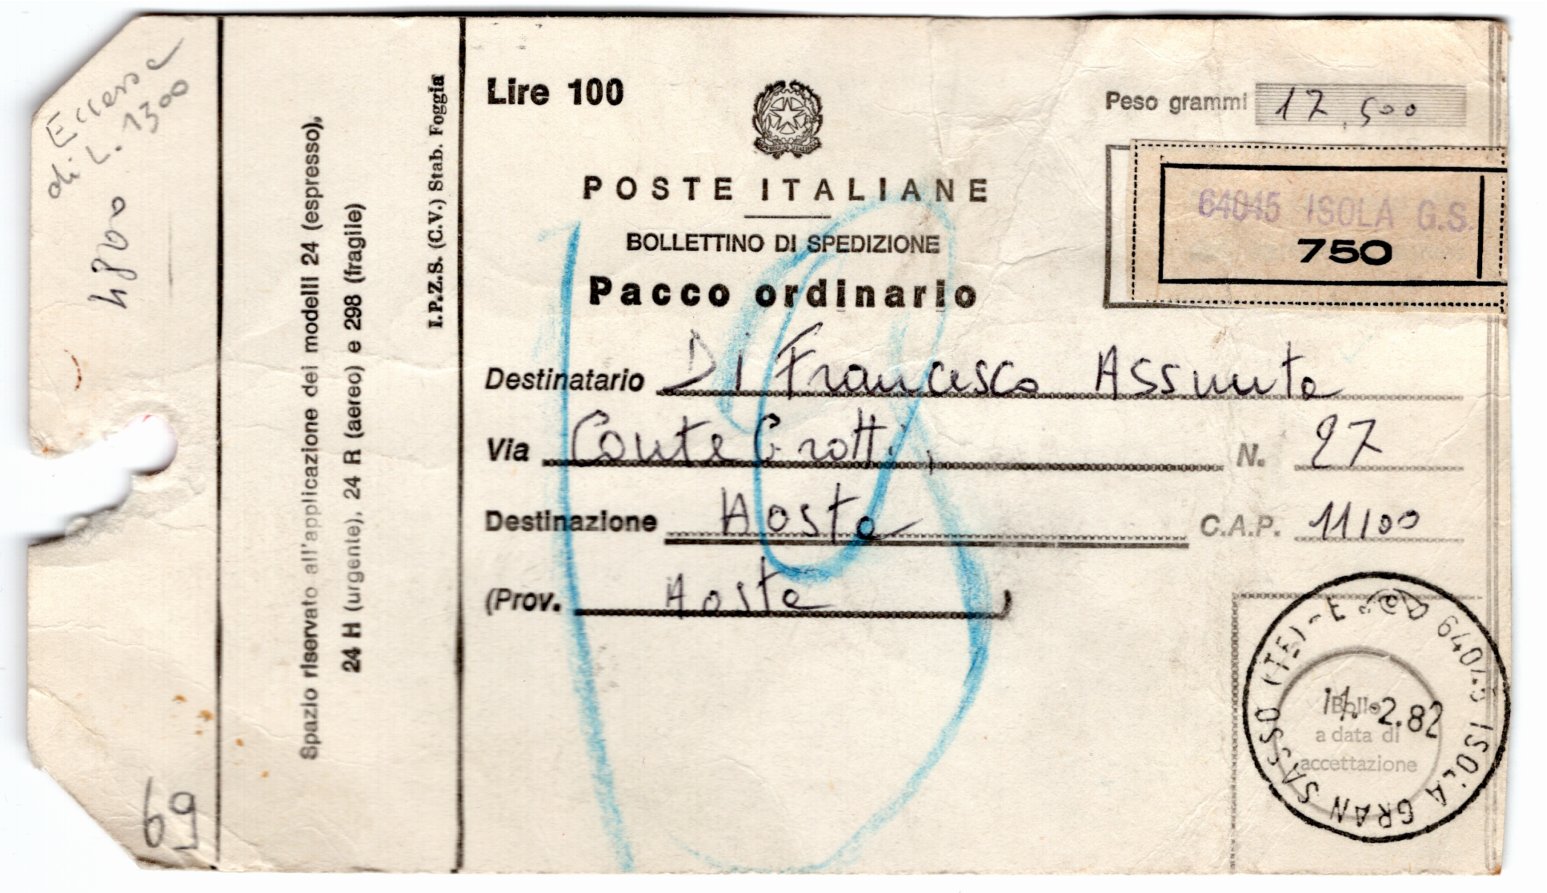 Eccesso
di L. 1300
4800
69
Spazio riservato all'applicazione dei modelli 24 (espresso),
24 H (urgente), 24 R (aereo) e 298 (fragile)
I.P.Z.S. (C.V.) Stab. Foggia
Lire 100
Peso grammi 17,500
64045 ISOLA G.S.
750
POSTE ITALIANE
BOLLETTINO DI SPEDIZIONE
Pacco ordinario
Destinatario Di Francesco Assunta
Via Conte Crotti, N. 27
Destinazione Aosta C.A.P. 11100
(Prov. Aosta)
64045 ISOLA GRAN SASSO (TE) - E
2.82
Bollo
a data di
accettazione